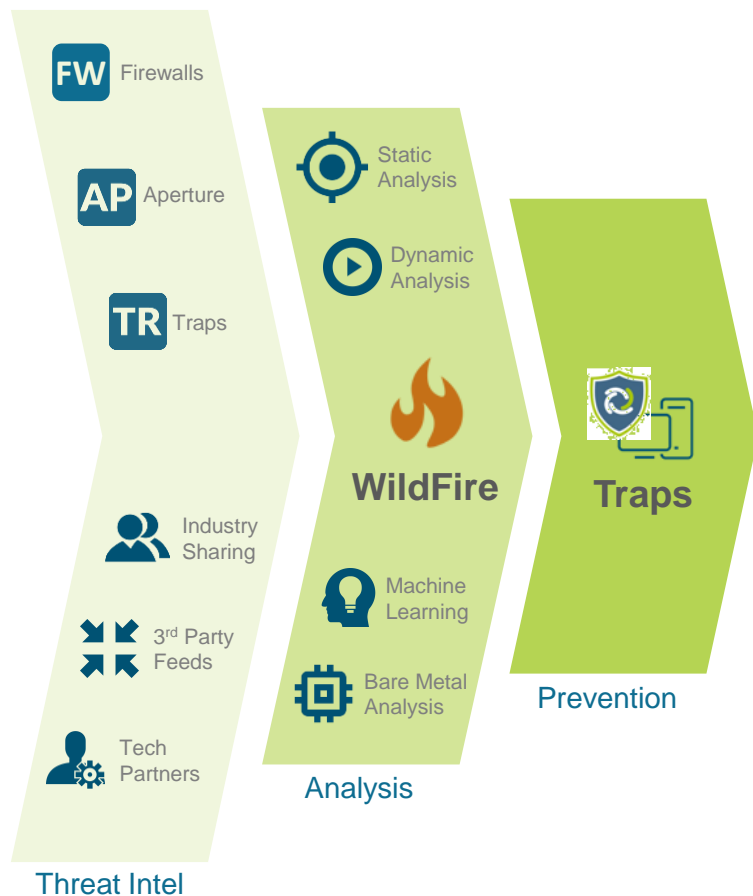 FW Firewalls
AP Aperture
TR Traps
Industry
Sharing
3rd Party
Feeds
Tech
Partners
Threat Intel
Static
Analysis
Dynamic
Analysis
WildFire
Machine
Learning
Bare Metal
Analysis
Analysis
Traps
Prevention